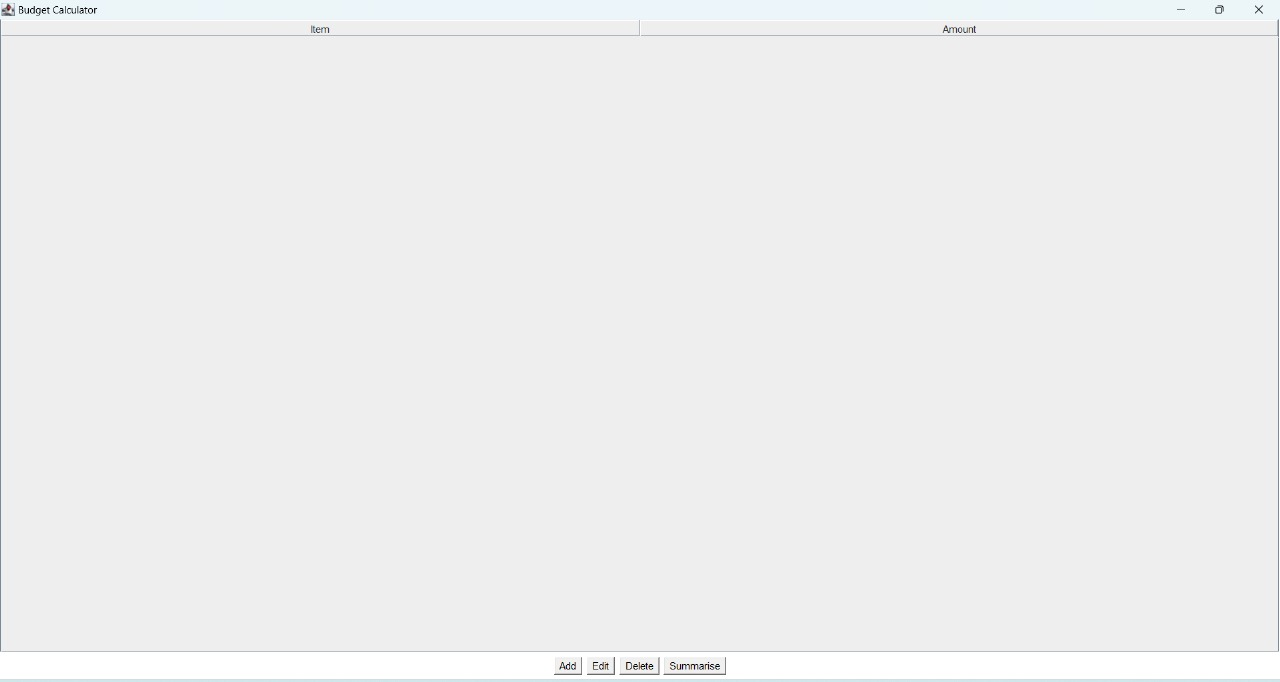 Budget Calculator
Item Amount
Add Edit Delete Summarise